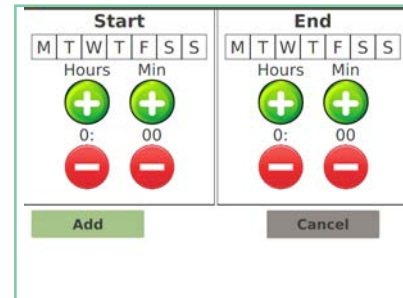 Start
M T W T F S S
Hours Min
0: 00
End
M T W T F S S
Hours Min
0: 00
Add Cancel